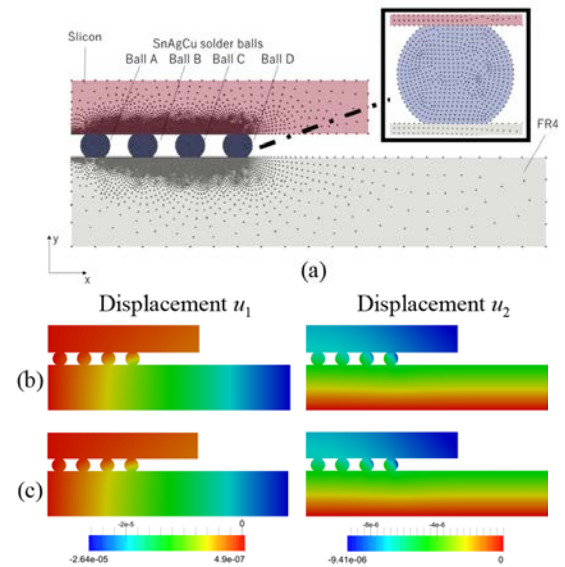 Silicon
SnAgCu solder balls
Ball A Ball B Ball C Ball D
FR4
y
x
(a)
Displacement u₁ Displacement u₂
(b)
(c)
-2e-5 0
-2.64e-05 4.9e-07
-8e-6 -4e-6
-9.41e-06 0